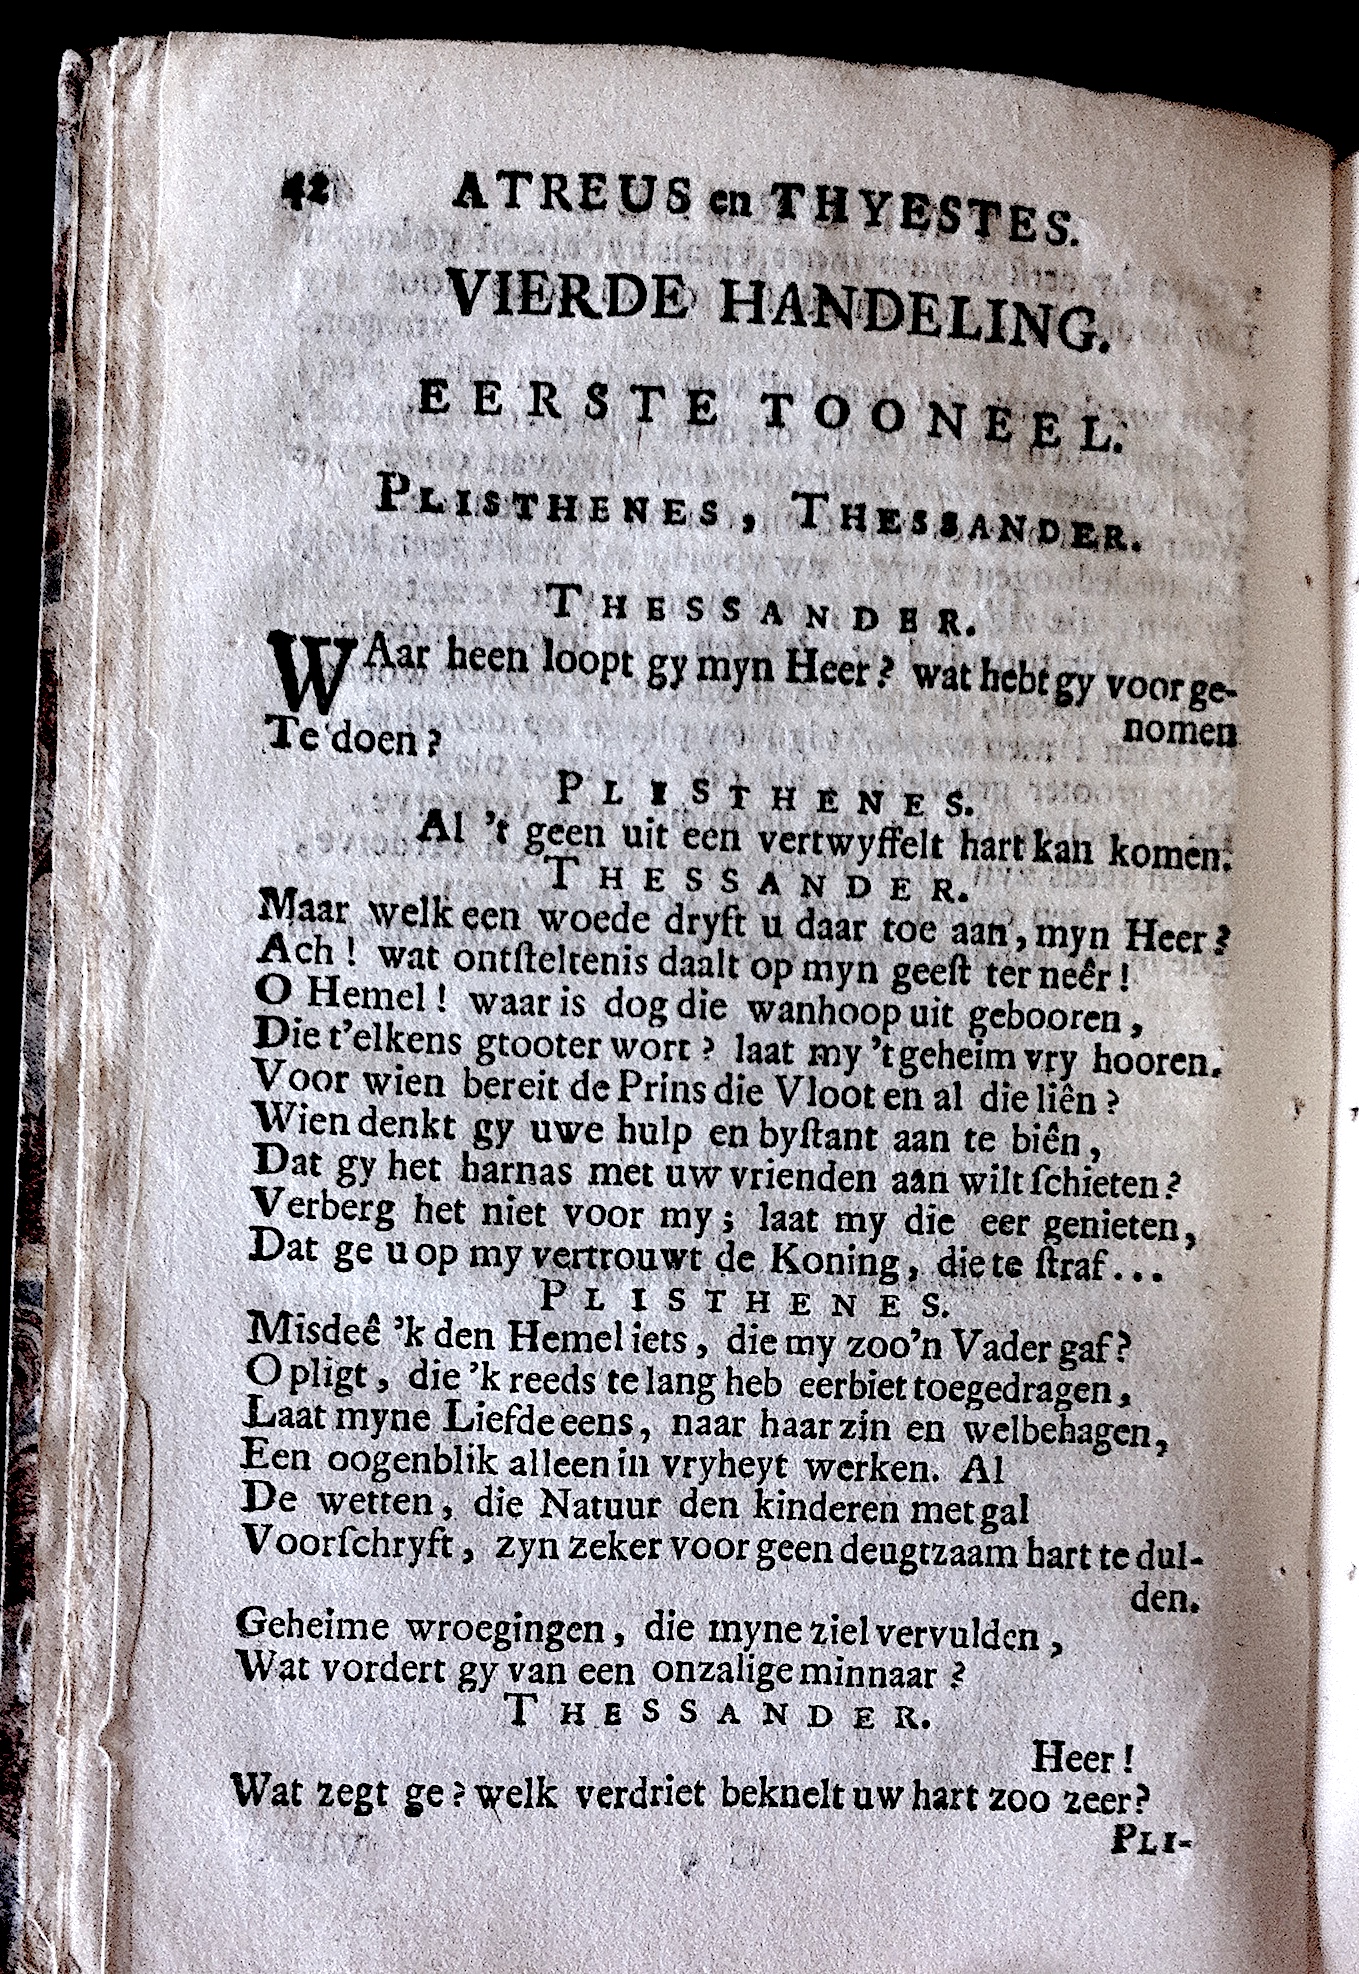 42 ATREUS en THYESTES.
VIERDE HANDELING.
EERSTE TOONEEL.
PLISTHENES, THESSANDER.
THESSANDER.
WAar heen loopt gy myn Heer? wat hebt gy voorge-
nomen
Te doen?
PLISTHENES.
Al 't geen uit een vertwyffelt hart kan komen.
THESSANDER.
Maar welk een woede dryft u daar toe aan, myn Heer?
Ach! wat ontſteltenis daalt op myn geeſt ter neêr!
O Hemel! waar is dog die wanhoop uit gebooren,
Die t'elkens gtooter wort? laat my 't geheim vry hooren.
Voor wien bereit de Prins die Vloot en al die liên?
Wien denkt gy uwe hulp en byſtant aan te biên,
Dat gy het harnas met uw vrienden aan wilt ſchieten?
Verberg het niet voor my; laat my die eer genieten,
Dat ge u op my vertrouwt de Koning, die te ſtraf...
PLISTHENES.
Misdeê 'k den Hemel iets, die my zoo'n Vader gaf?
O pligt, die 'k reeds te lang heb eerbiet toegedragen,
Laat myne Liefde eens, naar haar zin en welbehagen,
Een oogenblik alleen in vryheyt werken. Al
De wetten, die Natuur den kinderen met gal
Voorſchryft, zyn zeker voor geen deugtzaam hart te dul-
den.
Geheime wroegingen, die myne ziel vervulden,
Wat vordert gy van een onzalige minnaar?
THESSANDER.
Heer!
Wat zegt ge? welk verdriet beknelt uw hart zoo zeer?
PLI-